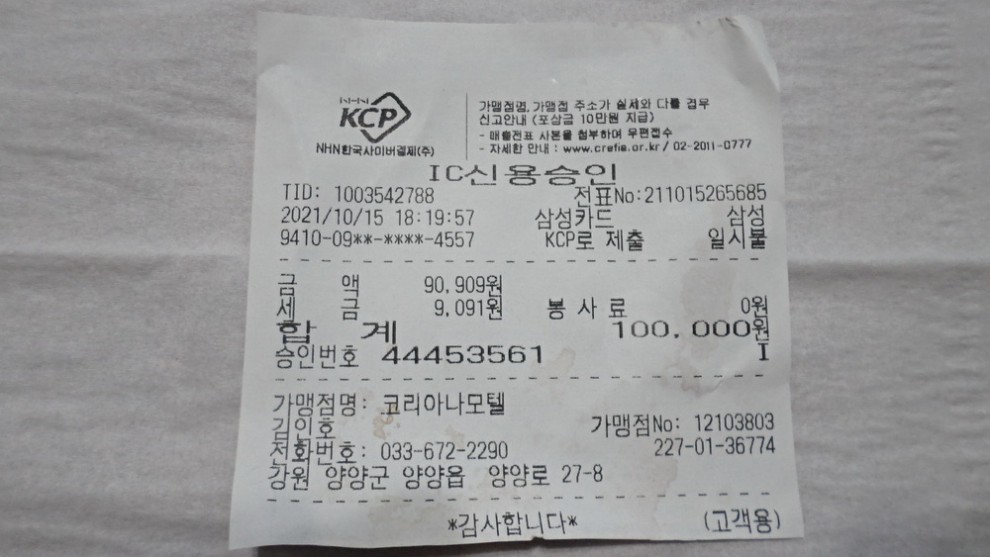 NHN
KCP
NHN한국사이버결제(주)
가맹점명, 가맹점 주소가 실제와 다를 경우
신고안내 (포상금 10만원 지급)
- 매출전표 사본을 첨부하여 우편접수
- 자세한 안내 : www.crefia.or.kr / 02-2011-0777
IC신용승인
TID: 1003542788 전표No:211015265685
2021/10/15 18:19:57 삼성카드 삼성
9410-09**-****-4557 KCP로 제출 일시불
금 액 90,909원
세 금 9,091원 봉 사 료 0원
합 계 100,000원
승인번호 44453561 I
가맹점명: 코리아나모텔
김인호 가맹점No: 12103803
전화번호: 033-672-2290 227-01-36774
강원 양양군 양양읍 양양로 27-8
*감사합니다* (고객용)